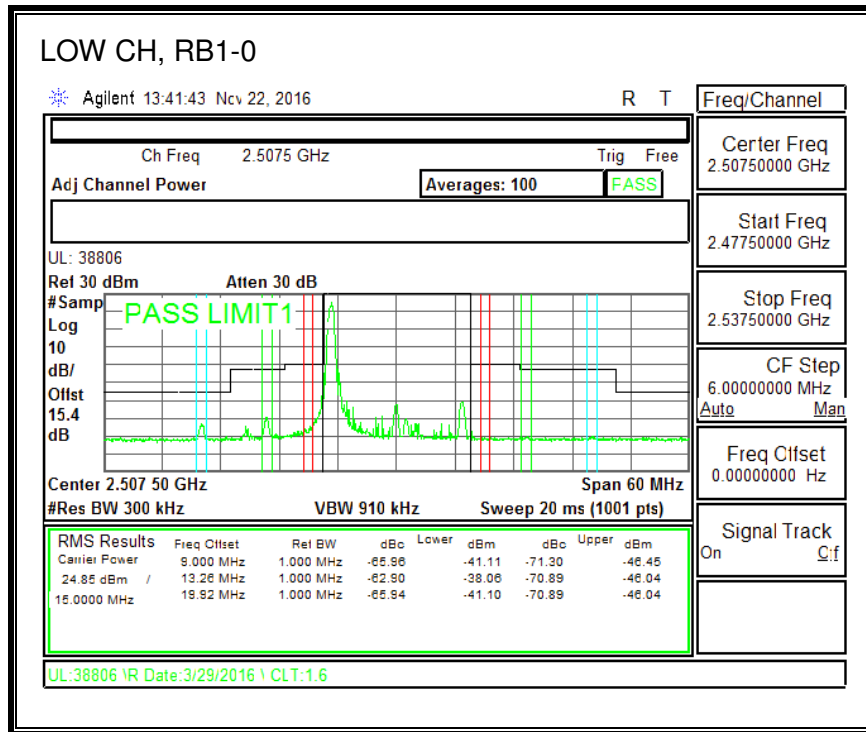 LOW CH, RB1-0
Agilent 13:41:43 Nov 22, 2016 R T
Freq/Channel
Ch Freq 2.5075 GHz Trig Free
Adj Channel Power Averages: 100 PASS
Center Freq
2.50750000 GHz
Start Freq
2.47750000 GHz
Stop Freq
2.53750000 GHz
CF Step
6.00000000 MHz
Auto Man
Freq Offset
0.00000000 Hz
Signal Track
On Off
UL: 38806
Ref 30 dBm Atten 30 dB
#Samp
Log
10
dB/
Offst
15.4
dB
PASS LIMIT1
Center 2.507 50 GHz Span 60 MHz
#Res BW 300 kHz VBW 910 kHz Sweep 20 ms (1001 pts)
RMS Results Freq Offset Ref BW dBc Lower dBm dBc Upper dBm
Carrier Power 9.000 MHz 1.000 MHz -65.96 -41.11 -71.30 -46.45
24.85 dBm / 13.26 MHz 1.000 MHz -62.90 -38.06 -70.89 -46.04
15.0000 MHz 19.92 MHz 1.000 MHz -65.94 -41.10 -70.89 -46.04
UL:38806 \R Date:3/29/2016 \ CLT:1.6